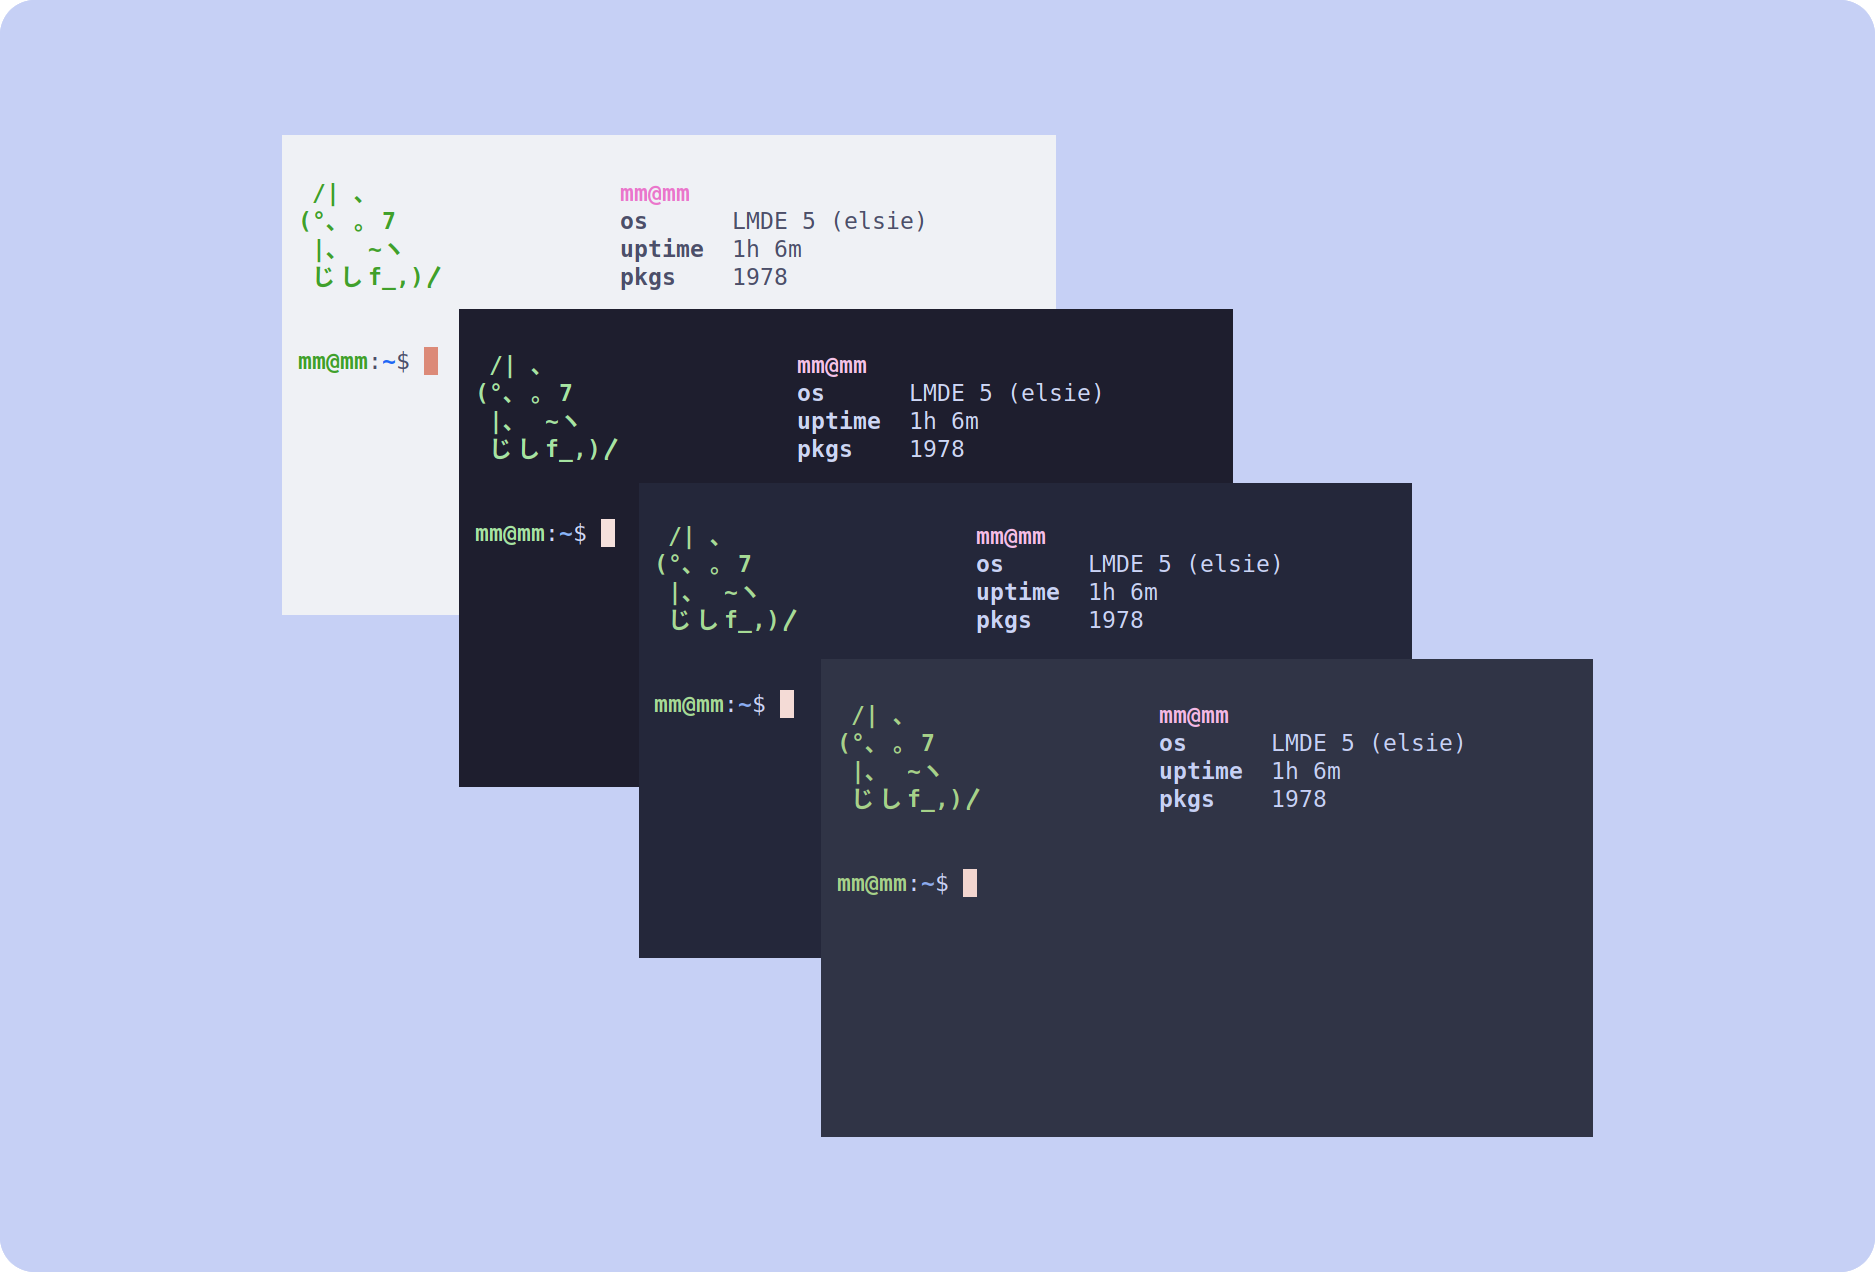 /| 、 mm@mm
(°、 。7 os LMDE 5 (elsie)
|、 ~ヽ uptime 1h 6m
じしf_,)ノ pkgs 1978
mm@mm:~$
/| 、 mm@mm
(°、 。7 os LMDE 5 (elsie)
|、 ~ヽ uptime 1h 6m
じしf_,)ノ pkgs 1978
mm@mm:~$
/| 、 mm@mm
(°、 。7 os LMDE 5 (elsie)
|、 ~ヽ uptime 1h 6m
じしf_,)ノ pkgs 1978
mm@mm:~$
/| 、 mm@mm
(°、 。7 os LMDE 5 (elsie)
|、 ~ヽ uptime 1h 6m
じしf_,)ノ pkgs 1978
mm@mm:~$